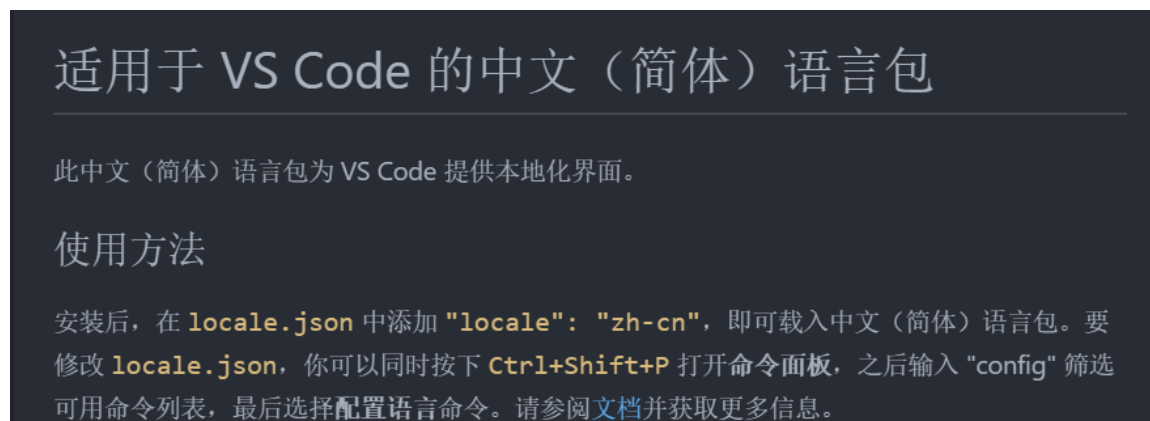 适用于 VS Code 的中文（简体）语言包
此中文（简体）语言包为 VS Code 提供本地化界面。
使用方法
安装后，在 locale.json 中添加 "locale": "zh-cn"，即可载入中文（简体）语言包。要
修改 locale.json，你可以同时按下 Ctrl+Shift+P 打开命令面板，之后输入 "config" 筛选
可用命令列表，最后选择配置语言命令。请参阅文档并获取更多信息。